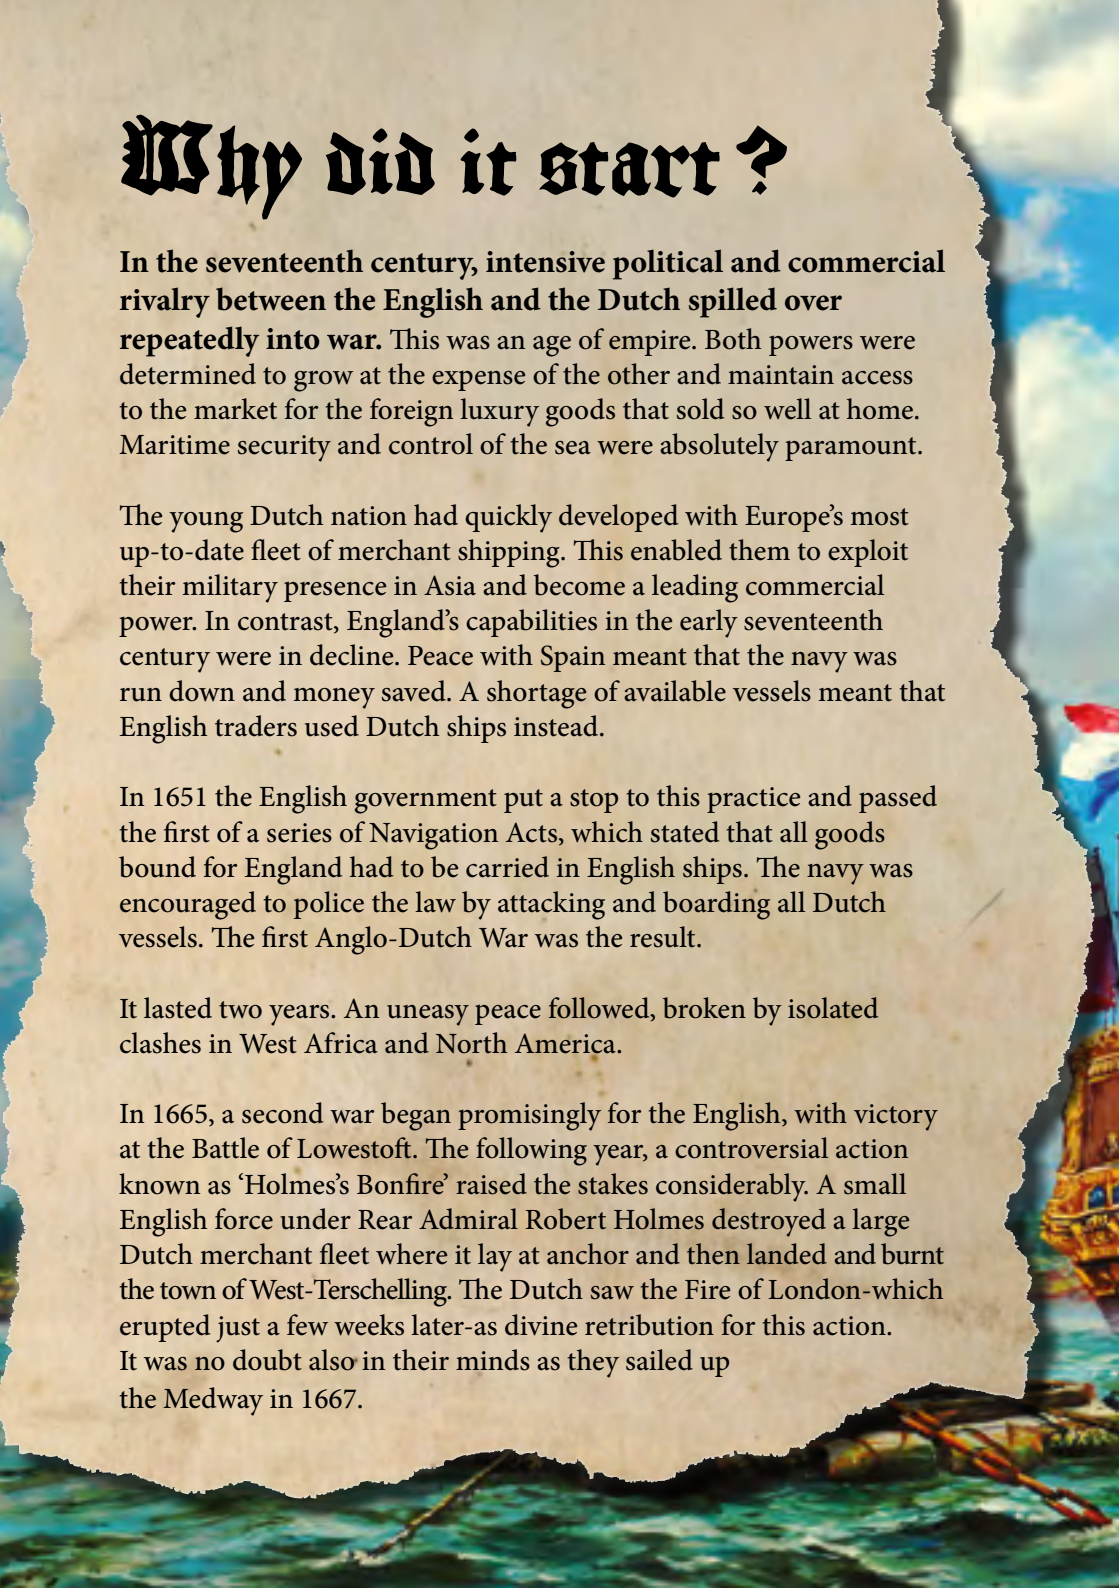 Why did it start?
In the seventeenth century, intensive political and commercial
rivalry between the English and the Dutch spilled over
repeatedly into war. This was an age of empire. Both powers were
determined to grow at the expense of the other and maintain access
to the market for the foreign luxury goods that sold so well at home.
Maritime security and control of the sea were absolutely paramount.
The young Dutch nation had quickly developed with Europe’s most
up-to-date fleet of merchant shipping. This enabled them to exploit
their military presence in Asia and become a leading commercial
power. In contrast, England’s capabilities in the early seventeenth
century were in decline. Peace with Spain meant that the navy was
run down and money saved. A shortage of available vessels meant that
English traders used Dutch ships instead.
In 1651 the English government put a stop to this practice and passed
the first of a series of Navigation Acts, which stated that all goods
bound for England had to be carried in English ships. The navy was
encouraged to police the law by attacking and boarding all Dutch
vessels. The first Anglo-Dutch War was the result.
It lasted two years. An uneasy peace followed, broken by isolated
clashes in West Africa and North America.
In 1665, a second war began promisingly for the English, with victory
at the Battle of Lowestoft. The following year, a controversial action
known as ‘Holmes’s Bonfire’ raised the stakes considerably. A small
English force under Rear Admiral Robert Holmes destroyed a large
Dutch merchant fleet where it lay at anchor and then landed and burnt
the town of West-Terschelling. The Dutch saw the Fire of London-which
erupted just a few weeks later-as divine retribution for this action.
It was no doubt also in their minds as they sailed up
the Medway in 1667.